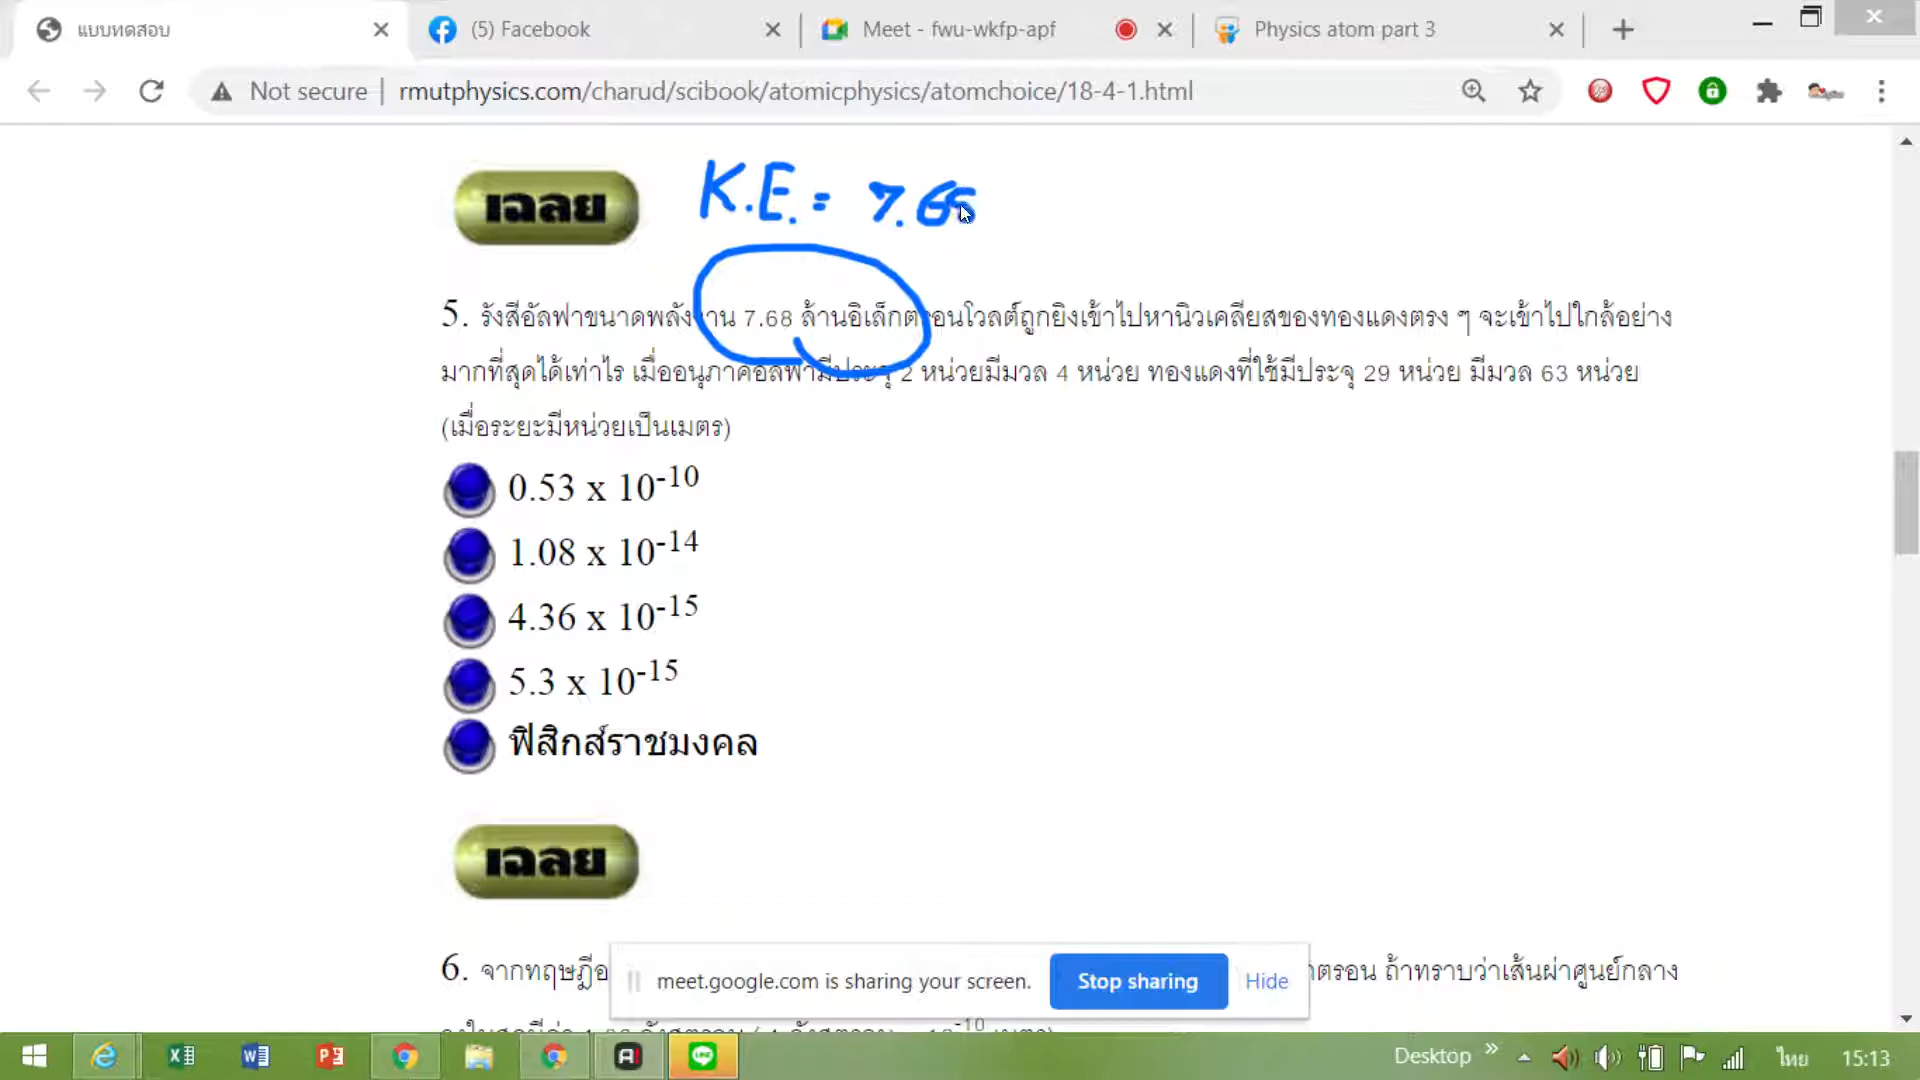 แบบทดสอบ
(5) Facebook
Meet - fwu-wkfp-apf
Physics atom part 3
Not secure
rmutphysics.com/charud/scibook/atomicphysics/atomchoice/18-4-1.html
เฉลย
K.E. = 7.68
5. รังสีอัลฟาขนาดพลังงาน 7.68 ล้านอิเล็กตรอนโวลต์ถูกยิงเข้าไปหานิวเคลียสของทองแดงตรง ๆ จะเข้าไปใกล้อย่าง
มากที่สุดได้เท่าไร เมื่ออนุภาคอัลฟามีประจุ 2 หน่วยมีมวล 4 หน่วย ทองแดงที่ใช้มีประจุ 29 หน่วย มีมวล 63 หน่วย
(เมื่อระยะมีหน่วยเป็นเมตร)
0.53 x 10-10
1.08 x 10-14
4.36 x 10-15
5.3 x 10-15
ฟิสิกส์ราชมงคล
เฉลย
6. จากทฤษฎีอ ตรอน ถ้าทราบว่าเส้นผ่าศูนย์กลาง
meet.google.com is sharing your screen.
Stop sharing
Hide
Desktop
ไทย
15:13